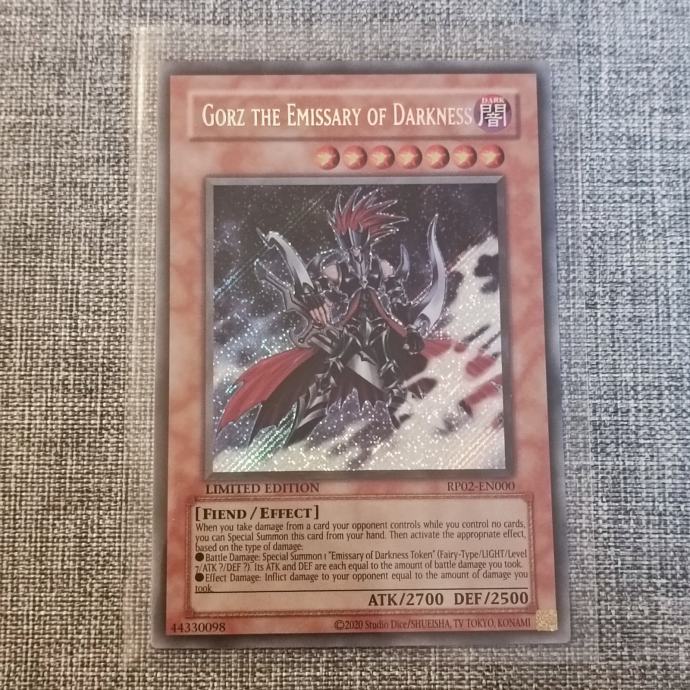 GORZ THE EMISSARY OF DARKNESS
DARK
闇
LIMITED EDITION RP02-EN000
[FIEND / EFFECT]
When you take damage from a card your opponent controls while you control no cards,
you can Special Summon this card from your hand. Then activate the appropriate effect,
based on the type of damage:
●Battle Damage: Special Summon 1 "Emissary of Darkness Token" (Fairy-Type/LIGHT/Level
7/ATK ?/DEF ?). Its ATK and DEF are each equal to the amount of battle damage you took.
●Effect Damage: Inflict damage to your opponent equal to the amount of damage you
took.
ATK/2700 DEF/2500
44330098 ©2020 Studio Dice/SHUEISHA, TV TOKYO, KONAMI